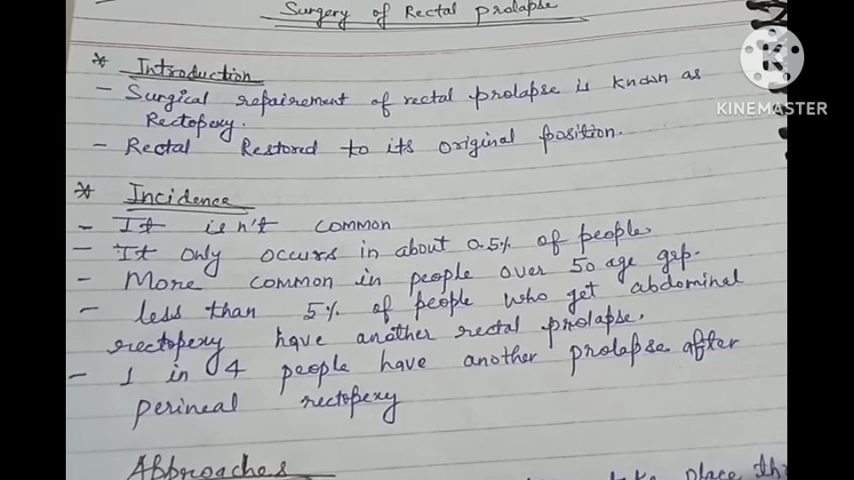 Surgery of Rectal prolapse
* Introduction
- Surgical repairement of rectal prolapse is known as
Rectopexy.
- Rectal Restored to its original position.
* Incidence
- It isn't common
- It only occurs in about 0.5% of people
- More common in people over 50 age grp.
- less than 5% of people who get abdominal
rectopexy have another rectal prolapse.
- 1 in 4 people have another prolapse after
perineal rectopexy
Approaches
place
K
KINEMASTER